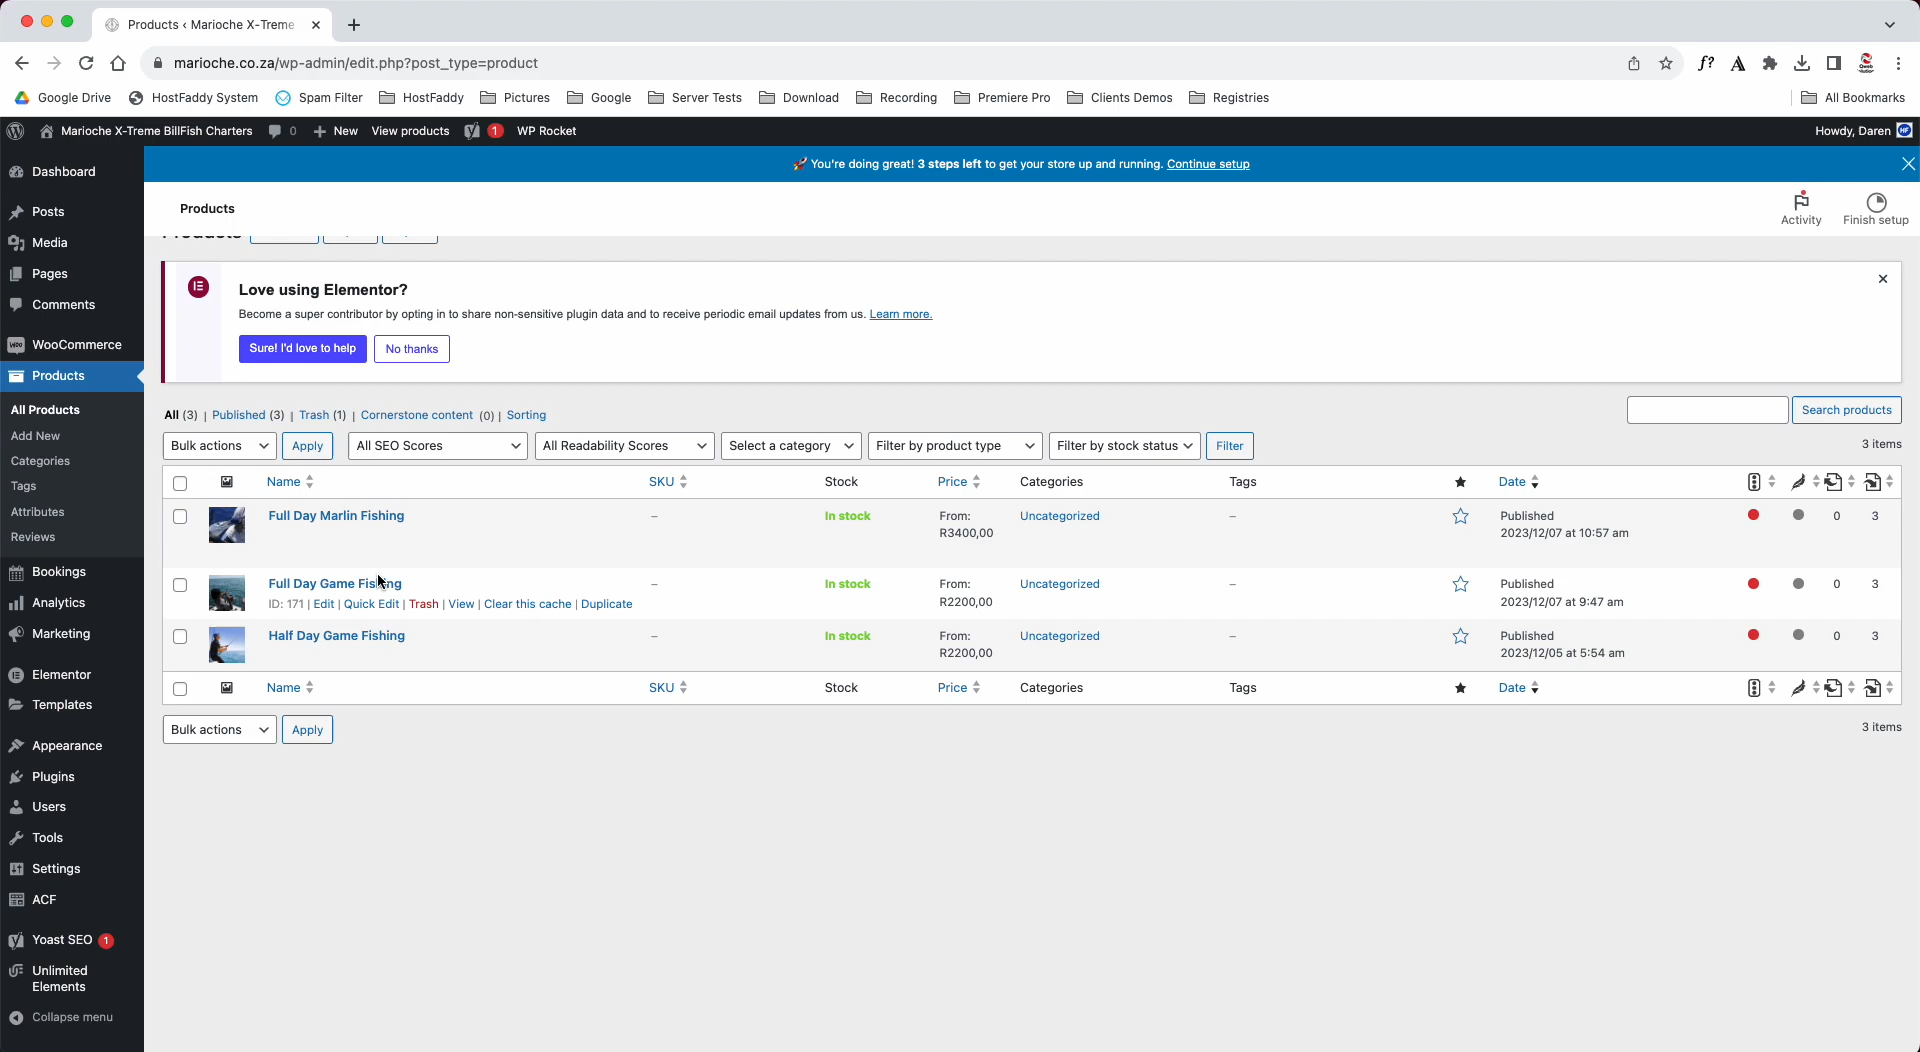 Products ‹ Marioche X-Treme
marioche.co.za/wp-admin/edit.php?post_type=product
f?
A
Google Drive
HostFaddy System
Spam Filter
HostFaddy
Pictures
Google
Server Tests
Download
Recording
Premiere Pro
Clients Demos
Registries
All Bookmarks
Marioche X-Treme BillFish Charters
0
New
View products
1
WP Rocket
Howdy, Daren
You're doing great! 3 steps left to get your store up and running. Continue setup
Dashboard
Posts
Media
Pages
Comments
WooCommerce
Products
All Products
Add New
Categories
Tags
Attributes
Reviews
Bookings
Analytics
Marketing
Elementor
Templates
Appearance
Plugins
Users
Tools
Settings
ACF
Yoast SEO 1
Unlimited
Elements
Collapse menu
Products
Activity
Finish setup
Products
Love using Elementor?
Become a super contributor by opting in to share non-sensitive plugin data and to receive periodic email updates from us. Learn more.
Sure! I'd love to help
No thanks
All (3) | Published (3) | Trash (1) | Cornerstone content (0) | Sorting
Search products
Bulk actions
Apply
All SEO Scores
All Readability Scores
Select a category
Filter by product type
Filter by stock status
Filter
3 items
Name
SKU
Stock
Price
Categories
Tags
Date
Full Day Marlin Fishing
–
In stock
From:
R3400,00
Uncategorized
–
Published
2023/12/07 at 10:57 am
0
3
Full Day Game Fishing
ID: 171 | Edit | Quick Edit | Trash | View | Clear this cache | Duplicate
–
In stock
From:
R2200,00
Uncategorized
–
Published
2023/12/07 at 9:47 am
0
3
Half Day Game Fishing
–
In stock
From:
R2200,00
Uncategorized
–
Published
2023/12/05 at 5:54 am
0
3
Name
SKU
Stock
Price
Categories
Tags
Date
Bulk actions
Apply
3 items